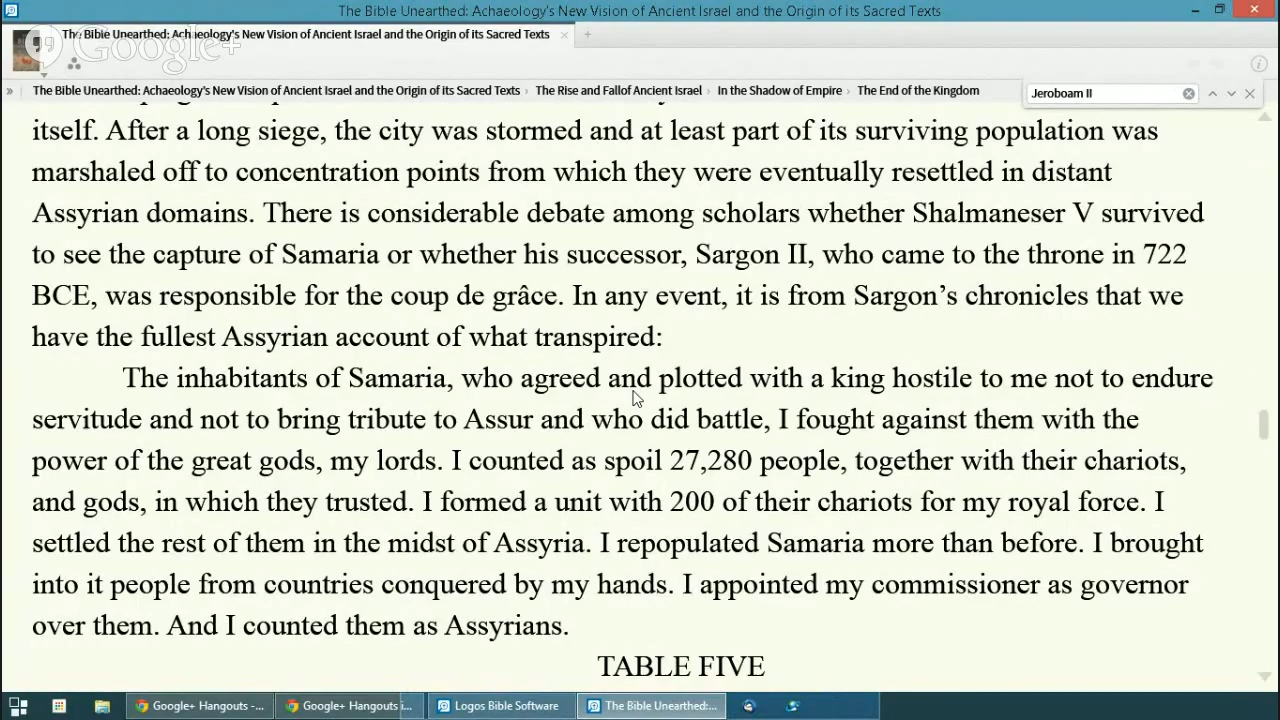 The Bible Unearthed: Achaeology's New Vision of Ancient Israel and the Origin of its Sacred Texts
The Bible Unearthed: Achaeology's New Vision of Ancient Israel and the Origin of its Sacred Texts
Google+
The Bible Unearthed: Achaeology's New Vision of Ancient Israel and the Origin of its Sacred Texts The Rise and Fallof Ancient Israel In the Shadow of Empire The End of the Kingdom
Jeroboam II
itself. After a long siege, the city was stormed and at least part of its surviving population was
marshaled off to concentration points from which they were eventually resettled in distant
Assyrian domains. There is considerable debate among scholars whether Shalmaneser V survived
to see the capture of Samaria or whether his successor, Sargon II, who came to the throne in 722
BCE, was responsible for the coup de grâce. In any event, it is from Sargon’s chronicles that we
have the fullest Assyrian account of what transpired:
The inhabitants of Samaria, who agreed and plotted with a king hostile to me not to endure
servitude and not to bring tribute to Assur and who did battle, I fought against them with the
power of the great gods, my lords. I counted as spoil 27,280 people, together with their chariots,
and gods, in which they trusted. I formed a unit with 200 of their chariots for my royal force. I
settled the rest of them in the midst of Assyria. I repopulated Samaria more than before. I brought
into it people from countries conquered by my hands. I appointed my commissioner as governor
over them. And I counted them as Assyrians.
TABLE FIVE
Google+ Hangouts -... Google+ Hangouts i... Logos Bible Software The Bible Unearthed:...